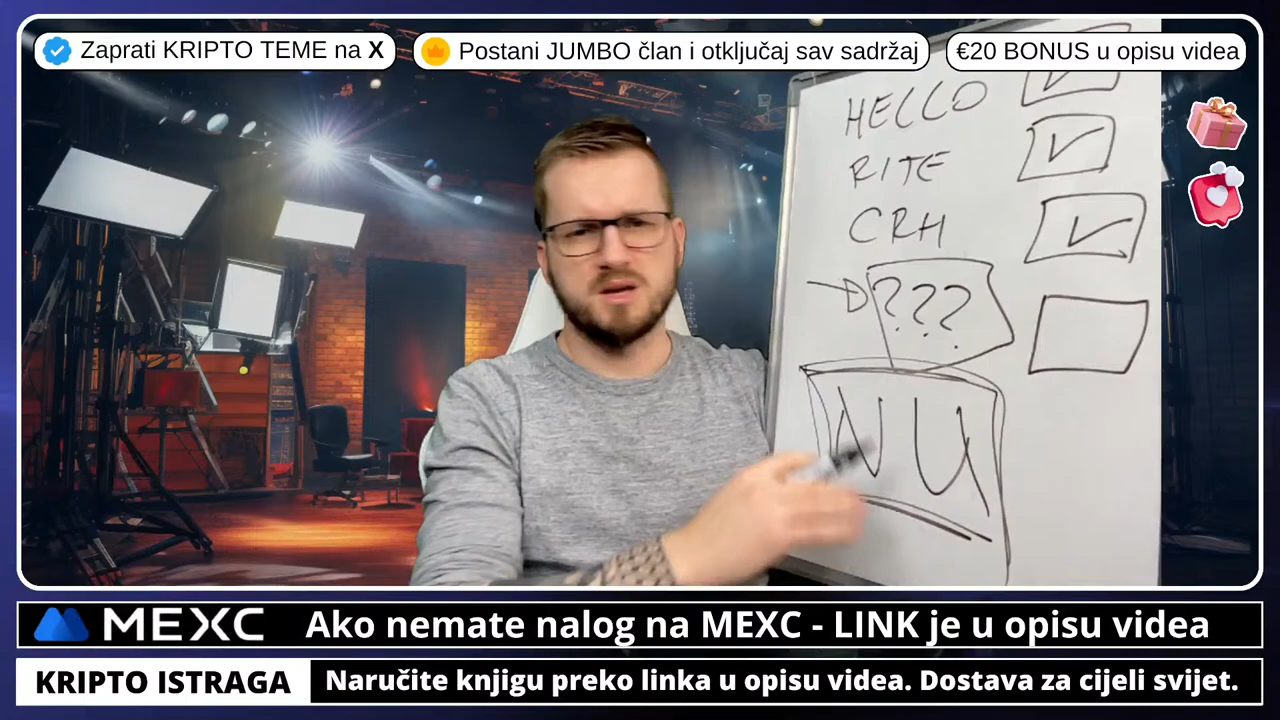 Zaprati KRIPTO TEME na X
Postani JUMBO član i otključaj sav sadržaj
€20 BONUS u opisu videa
HELLO
RITE
CRH
???
NU
MEXC
Ako nemate nalog na MEXC - LINK je u opisu videa
KRIPTO ISTRAGA
Naručite knjigu preko linka u opisu videa. Dostava za cijeli svijet.